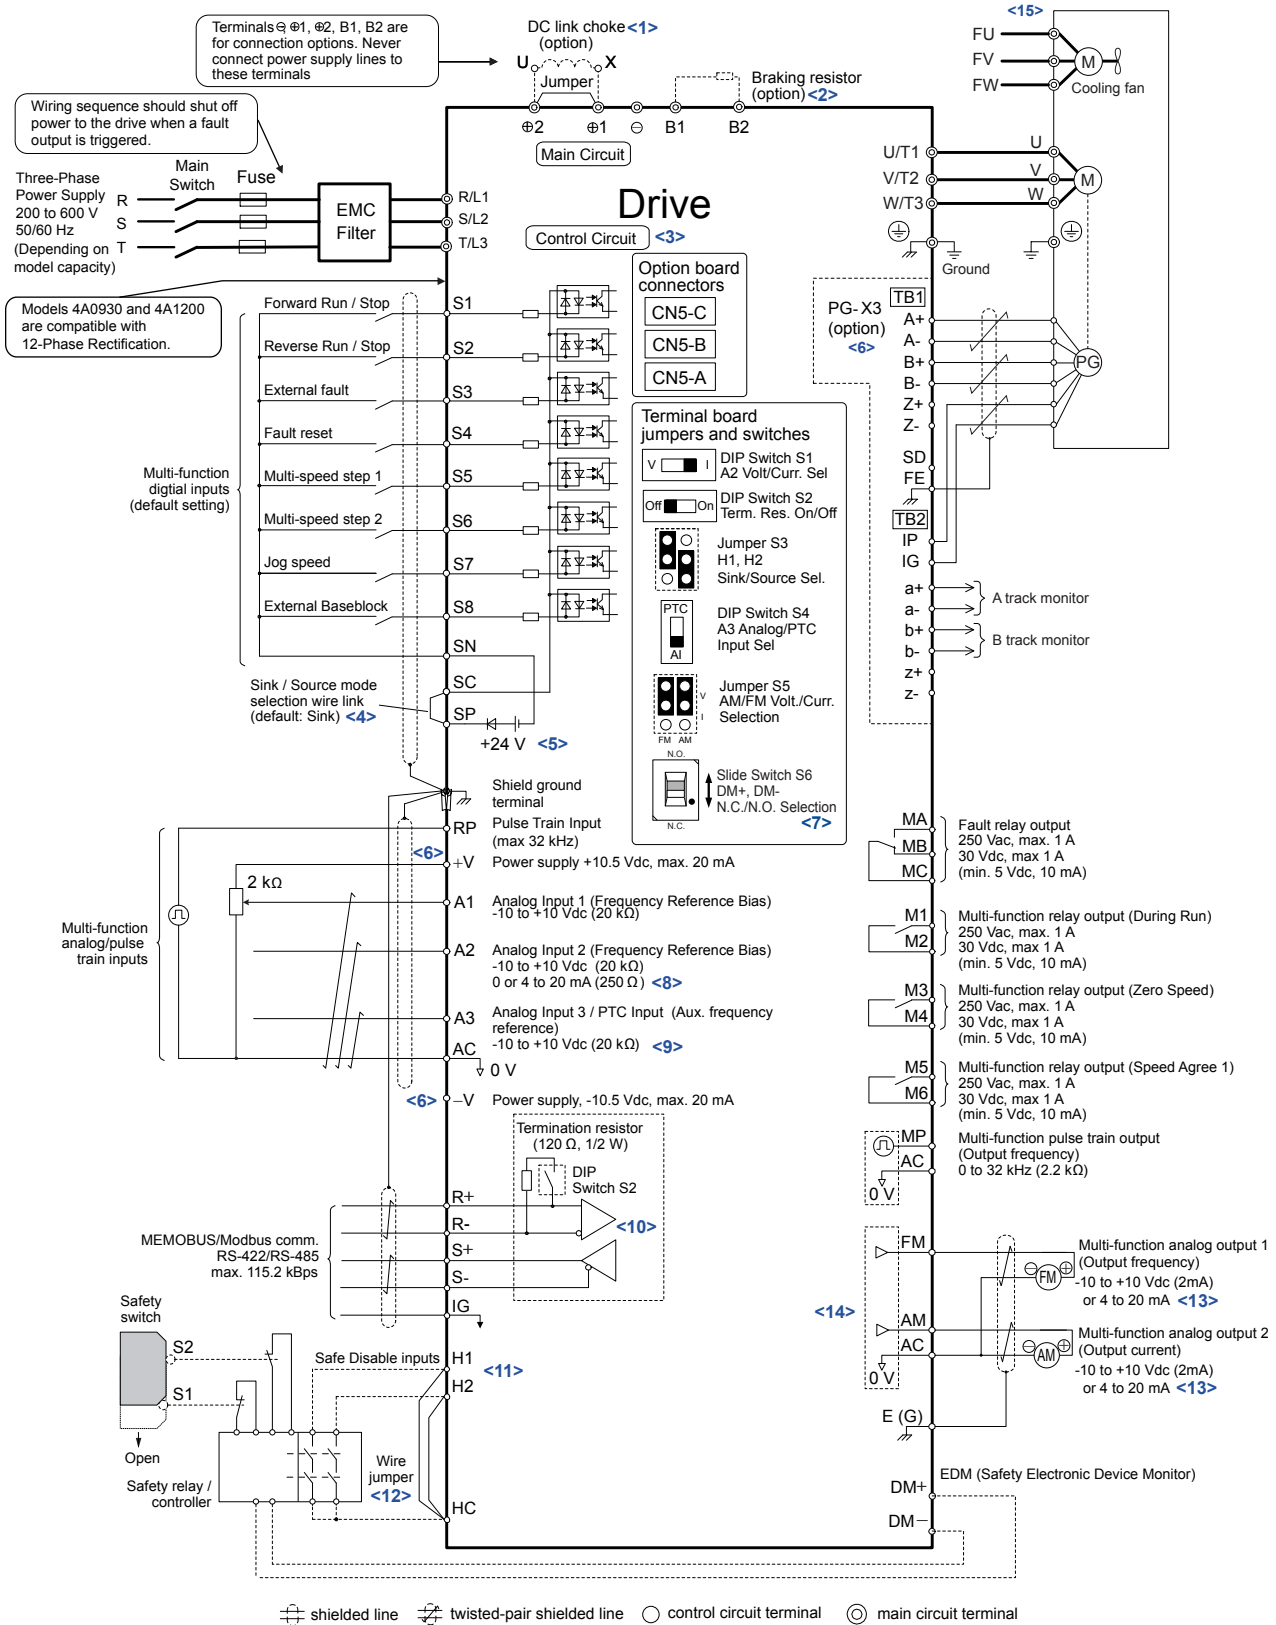 Terminals ⊖, ⊕1, ⊕2, B1, B2 are
for connection options. Never
connect power supply lines to
these terminals
DC link choke <1>
(option)
U
X
Jumper
Braking resistor
(option) <2>
⊕2
⊕1
⊖
B1
B2
Main Circuit
<15>
FU
FV
FW
M
Cooling fan
Wiring sequence should shut off
power to the drive when a fault
output is triggered.
Three-Phase
Power Supply
200 to 600 V
50/60 Hz
(Depending on
model capacity)
R
S
T
Main
Switch
Fuse
EMC
Filter
R/L1
S/L2
T/L3
Drive
Control Circuit <3>
U/T1
V/T2
W/T3
U
V
W
M
Ground
Models 4A0930 and 4A1200
are compatible with
12-Phase Rectification.
Option board
connectors
CN5-C
CN5-B
CN5-A
Forward Run / Stop
S1
Reverse Run / Stop
S2
External fault
S3
Fault reset
S4
Multi-speed step 1
S5
Multi-speed step 2
S6
Jog speed
S7
External Baseblock
S8
Multi-function
digtial inputs
(default setting)
SN
SC
SP
Sink / Source mode
selection wire link
(default: Sink) <4>
+24 V <5>
Terminal board
jumpers and switches
V
I
DIP Switch S1
A2 Volt/Curr. Sel
Off
On
DIP Switch S2
Term. Res. On/Off
Jumper S3
H1, H2
Sink/Source Sel.
PTC
AI
DIP Switch S4
A3 Analog/PTC
Input Sel
V
I
FM AM
Jumper S5
AM/FM Volt./Curr.
Selection
N.O.
N.C.
Slide Switch S6
DM+, DM-
N.C./N.O. Selection
<7>
PG-X3
(option)
<6>
TB1
A+
A-
B+
B-
Z+
Z-
SD
FE
TB2
IP
IG
a+
a-
b+
b-
z+
z-
PG
A track monitor
B track monitor
Shield ground
terminal
RP
Pulse Train Input
(max 32 kHz)
<6>
+V
Power supply +10.5 Vdc, max. 20 mA
2 kΩ
A1
Analog Input 1 (Frequency Reference Bias)
-10 to +10 Vdc (20 kΩ)
Multi-function
analog/pulse
train inputs
A2
Analog Input 2 (Frequency Reference Bias)
-10 to +10 Vdc (20 kΩ)
0 or 4 to 20 mA (250 Ω) <8>
A3
Analog Input 3 / PTC Input (Aux. frequency
reference)
-10 to +10 Vdc (20 kΩ) <9>
AC
0 V
<6>
−V
Power supply, -10.5 Vdc, max. 20 mA
MA
MB
MC
Fault relay output
250 Vac, max. 1 A
30 Vdc, max 1 A
(min. 5 Vdc, 10 mA)
M1
M2
Multi-function relay output (During Run)
250 Vac, max. 1 A
30 Vdc, max 1 A
(min. 5 Vdc, 10 mA)
M3
M4
Multi-function relay output (Zero Speed)
250 Vac, max. 1 A
30 Vdc, max 1 A
(min. 5 Vdc, 10 mA)
M5
M6
Multi-function relay output (Speed Agree 1)
250 Vac, max. 1 A
30 Vdc, max 1 A
(min. 5 Vdc, 10 mA)
MP
AC
0 V
Multi-function pulse train output
(Output frequency)
0 to 32 kHz (2.2 kΩ)
Termination resistor
(120 Ω, 1/2 W)
DIP
Switch S2
<10>
R+
R-
S+
S-
IG
MEMOBUS/Modbus comm.
RS-422/RS-485
max. 115.2 kBps
<14>
FM
AM
AC
0 V
E (G)
FM
AM
Multi-function analog output 1
(Output frequency)
-10 to +10 Vdc (2mA)
or 4 to 20 mA <13>
Multi-function analog output 2
(Output current)
-10 to +10 Vdc (2mA)
or 4 to 20 mA <13>
Safety
switch
S2
S1
Open
Safety relay /
controller
Safe Disable inputs
H1
<11>
H2
Wire
jumper
<12>
HC
EDM (Safety Electronic Device Monitor)
DM+
DM−
shielded line
twisted-pair shielded line
control circuit terminal
main circuit terminal